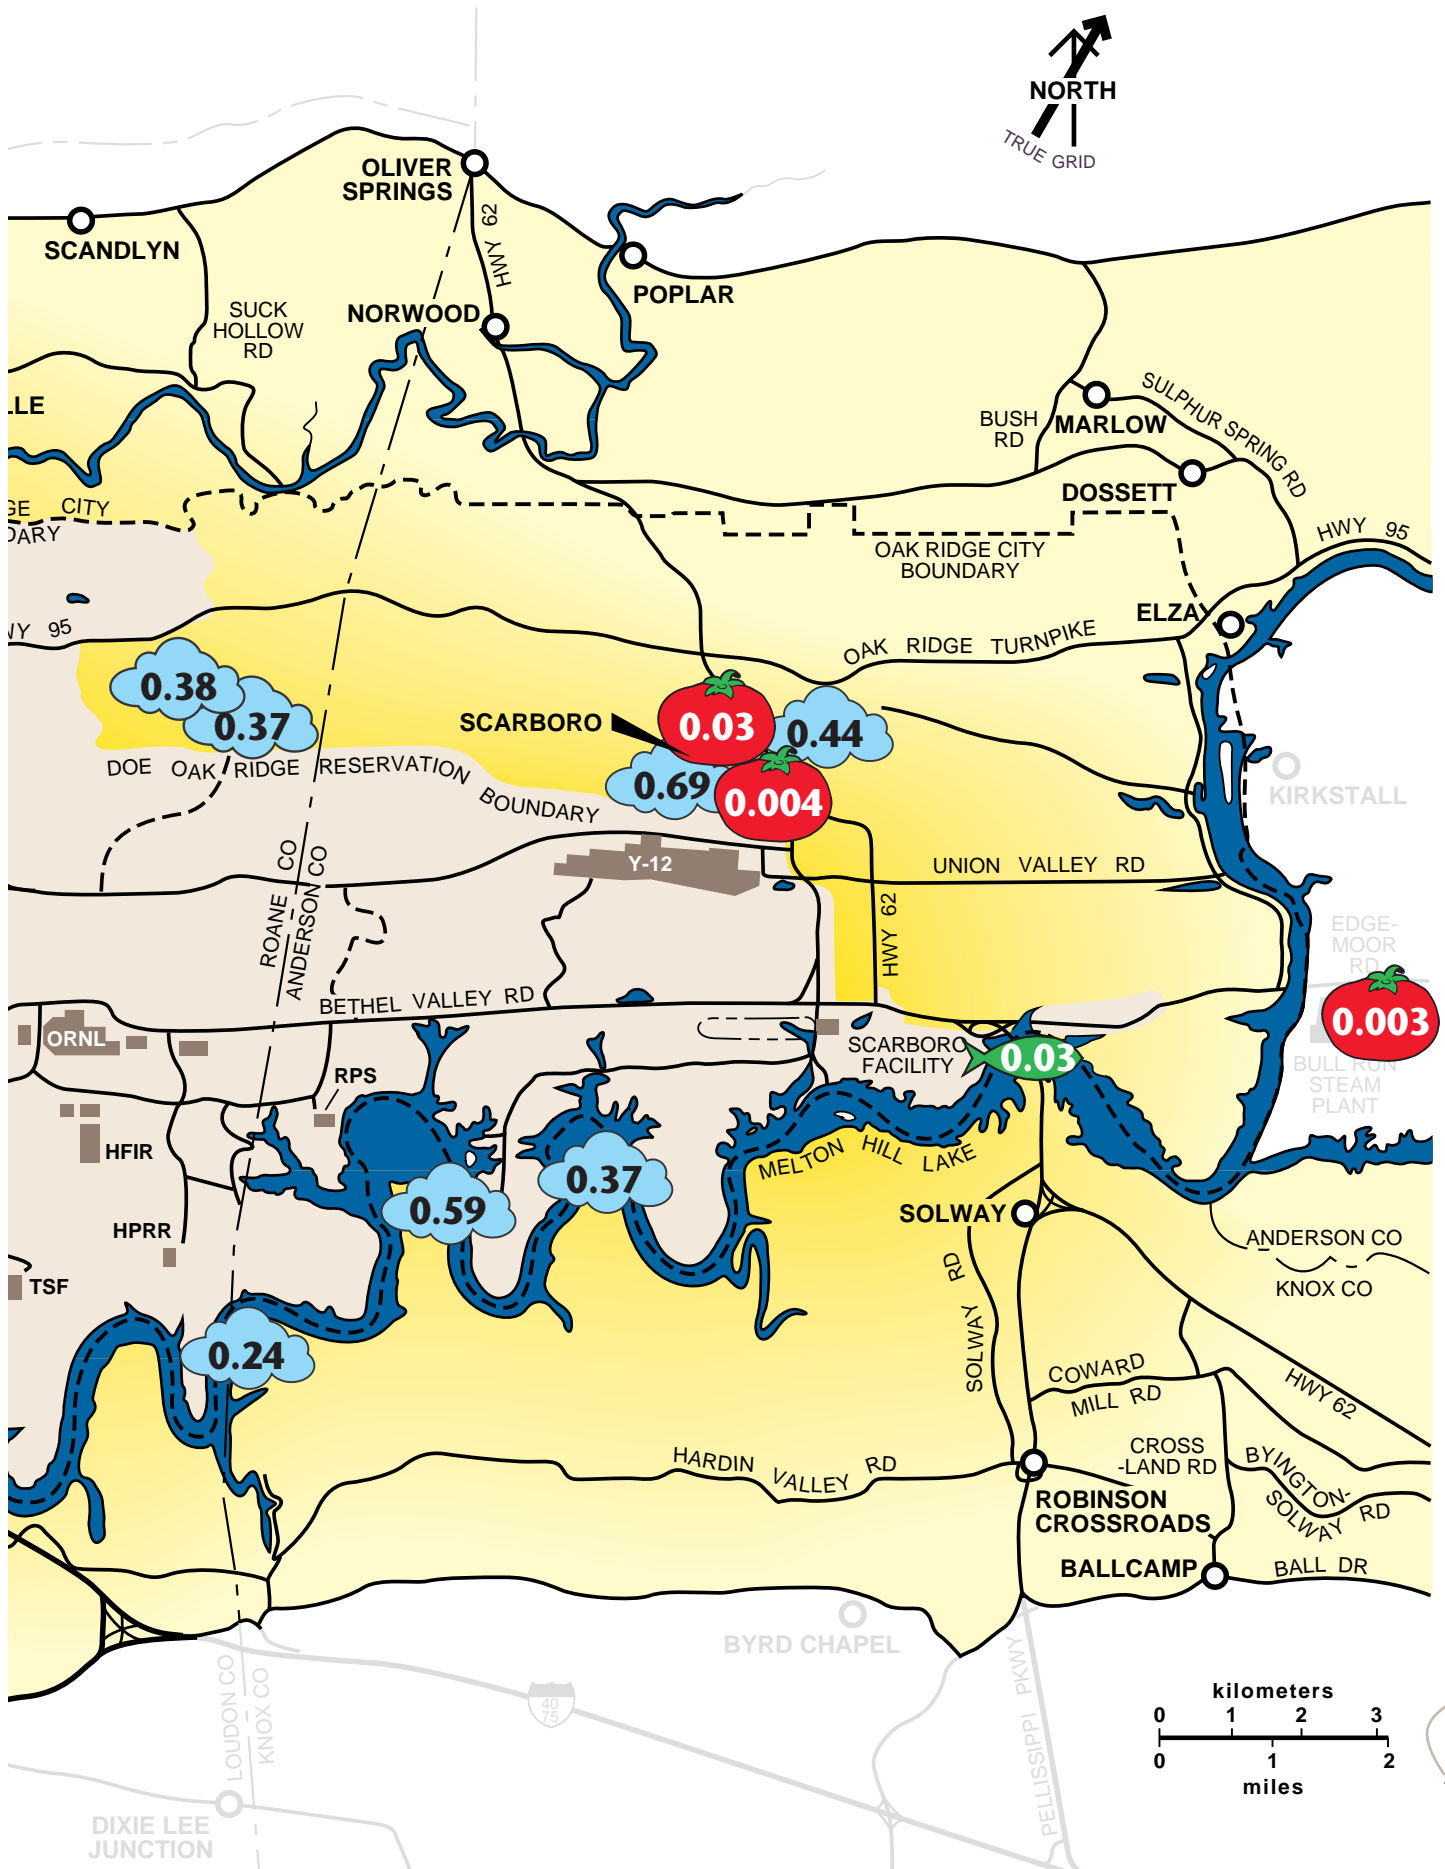 NORTH
TRUE GRID
OLIVER
SPRINGS
SCANDLYN
HWY 62
POPLAR
SUCK
HOLLOW
RD
NORWOOD
LLE
SULPHUR SPRING RD
BUSH
RD
MARLOW
DOSSETT
GE CITY
DARY
HWY 95
OAK RIDGE CITY
BOUNDARY
ELZA
WY 95
OAK RIDGE TURNPIKE
0.38
0.37
SCARBORO
0.03
0.44
0.69
0.004
DOE OAK RIDGE RESERVATION
BOUNDARY
KIRKSTALL
Y-12
UNION VALLEY RD
ROANE CO
ANDERSON CO
HWY 62
EDGE-
MOOR
RD
BETHEL VALLEY RD
0.003
ORNL
SCARBORO
FACILITY
0.03
BULL RUN
STEAM
PLANT
RPS
HFIR
MELTON HILL LAKE
0.37
0.59
SOLWAY
HPRR
ANDERSON CO
KNOX CO
TSF
SOLWAY RD
0.24
COWARD
MILL RD
HWY 62
HARDIN VALLEY RD
CROSS
-LAND RD
BYINGTON-
SOLWAY RD
ROBINSON
CROSSROADS
BALLCAMP
BALL DR
BYRD CHAPEL
LOUDON CO
KNOX CO
40
75
PELLISSIPPI PKWY
kilometers
0 1 2 3
0 1 2
miles
DIXIE LEE
JUNCTION